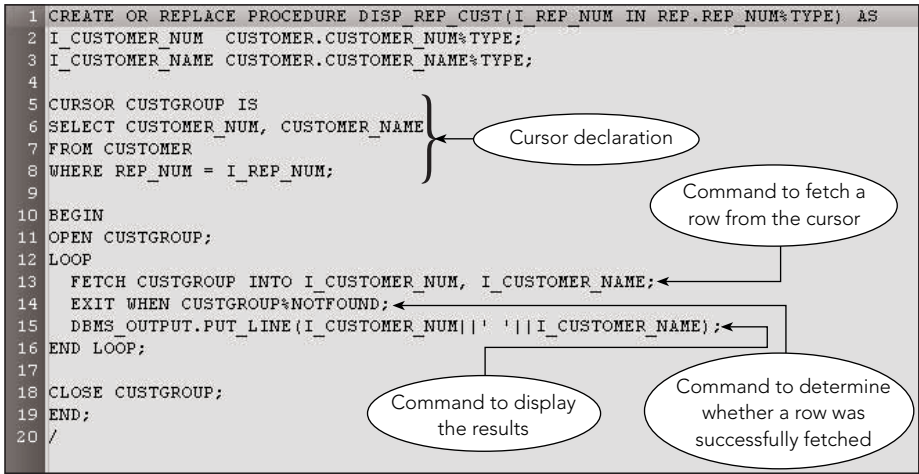 1 CREATE OR REPLACE PROCEDURE DISP_REP_CUST(I_REP_NUM IN REP.REP_NUM%TYPE) AS
2 I_CUSTOMER_NUM  CUSTOMER.CUSTOMER_NUM%TYPE;
3 I_CUSTOMER_NAME CUSTOMER.CUSTOMER_NAME%TYPE;
4
5 CURSOR CUSTGROUP IS
6 SELECT CUSTOMER_NUM, CUSTOMER_NAME
7 FROM CUSTOMER
8 WHERE REP_NUM = I_REP_NUM;
Cursor declaration
9
10 BEGIN
11 OPEN CUSTGROUP;
12 LOOP
Command to fetch a
row from the cursor
13   FETCH CUSTGROUP INTO I_CUSTOMER_NUM, I_CUSTOMER_NAME;
14   EXIT WHEN CUSTGROUP%NOTFOUND;
15   DBMS_OUTPUT.PUT_LINE(I_CUSTOMER_NUM||' '||I_CUSTOMER_NAME);
16 END LOOP;
17
18 CLOSE CUSTGROUP;
19 END;
20 /
Command to display
the results
Command to determine
whether a row was
successfully fetched